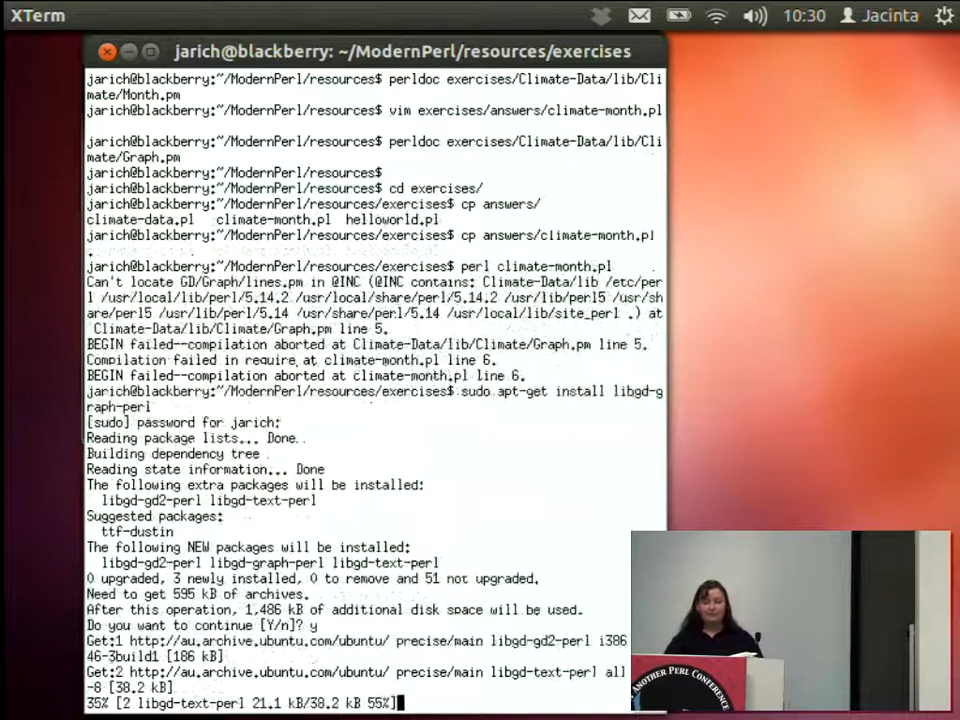 XTerm
10:30 Jacinta
jarich@blackberry: ~/ModernPerl/resources/exercises
jarich@blackberry:~/ModernPerl/resources$ perldoc exercises/Climate-Data/lib/Cli
mate/Month.pm
jarich@blackberry:~/ModernPerl/resources$ vim exercises/answers/climate-month.pl
jarich@blackberry:~/ModernPerl/resources$ perldoc exercises/Climate-Data/lib/Cli
mate/Graph.pm
jarich@blackberry:~/ModernPerl/resources$
jarich@blackberry:~/ModernPerl/resources$ cd exercises/
jarich@blackberry:~/ModernPerl/resources/exercises$ cp answers/
climate-data.pl climate-month.pl helloworld.pl
jarich@blackberry:~/ModernPerl/resources/exercises$ cp answers/climate-month.pl
.
jarich@blackberry:~/ModernPerl/resources/exercises$ perl climate-month.pl
Can't locate GD/Graph/lines.pm in @INC (@INC contains: Climate-Data/lib /etc/per
l /usr/local/lib/perl/5.14.2 /usr/local/share/perl/5.14.2 /usr/lib/perl5 /usr/sh
are/perl5 /usr/lib/perl/5.14 /usr/share/perl/5.14 /usr/local/lib/site_perl .) at
Climate-Data/lib/Climate/Graph.pm line 5.
BEGIN failed--compilation aborted at Climate-Data/lib/Climate/Graph.pm line 5.
Compilation failed in require at climate-month.pl line 6.
BEGIN failed--compilation aborted at climate-month.pl line 6.
jarich@blackberry:~/ModernPerl/resources/exercises$ sudo apt-get install libgd-g
raph-perl
[sudo] password for jarich:
Reading package lists... Done
Building dependency tree
Reading state information... Done
The following extra packages will be installed:
libgd-gd2-perl libgd-text-perl
Suggested packages:
ttf-dustin
The following NEW packages will be installed:
libgd-gd2-perl libgd-graph-perl libgd-text-perl
0 upgraded, 3 newly installed, 0 to remove and 51 not upgraded.
Need to get 595 kB of archives.
After this operation, 1,486 kB of additional disk space will be used.
Do you want to continue [Y/n]? y
Get:1 http://au.archive.ubuntu.com/ubuntu/ precise/main libgd-gd2-perl i386
46-3build1 [186 kB]
Get:2 http://au.archive.ubuntu.com/ubuntu/ precise/main libgd-text-perl all
-8 [38.2 kB]
35% [2 libgd-text-perl 21.1 kB/38.2 kB 55%]
ANOTHER PERL CONFERENCE